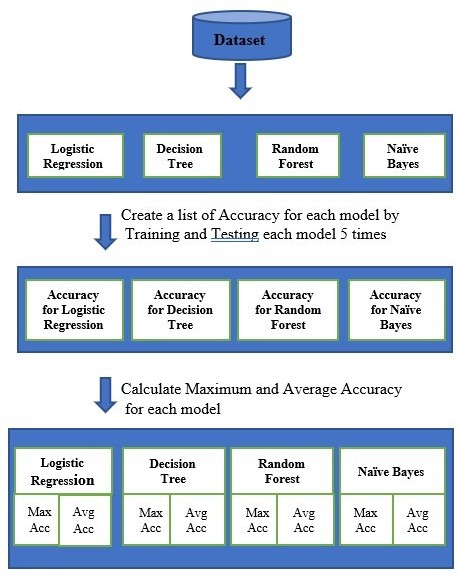 Dataset
Logistic
Regression
Decision
Tree
Random
Forest
Naïve
Bayes
Create a list of Accuracy for each model by
Training and Testing each model 5 times
Accuracy
for Logistic
Regression
Accuracy
for Decision
Tree
Accuracy
for Random
Forest
Accuracy
for Naïve
Bayes
Calculate Maximum and Average Accuracy
for each model
Logistic
Regression
Decision
Tree
Random
Forest
Naïve Bayes
Max
Acc
Avg
Acc
Max
Acc
Avg
Acc
Max
Acc
Avg
Acc
Max
Acc
Avg
Acc